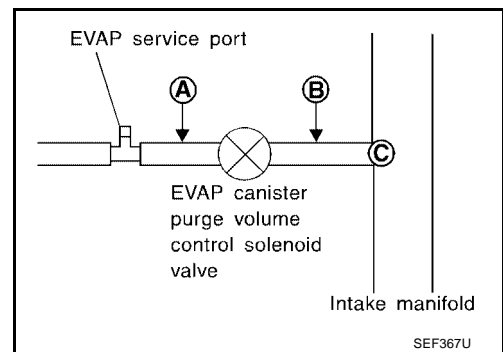 EVAP service port
A
B
C
EVAP canister
purge volume
control solenoid
valve
Intake manifold
SEF367U